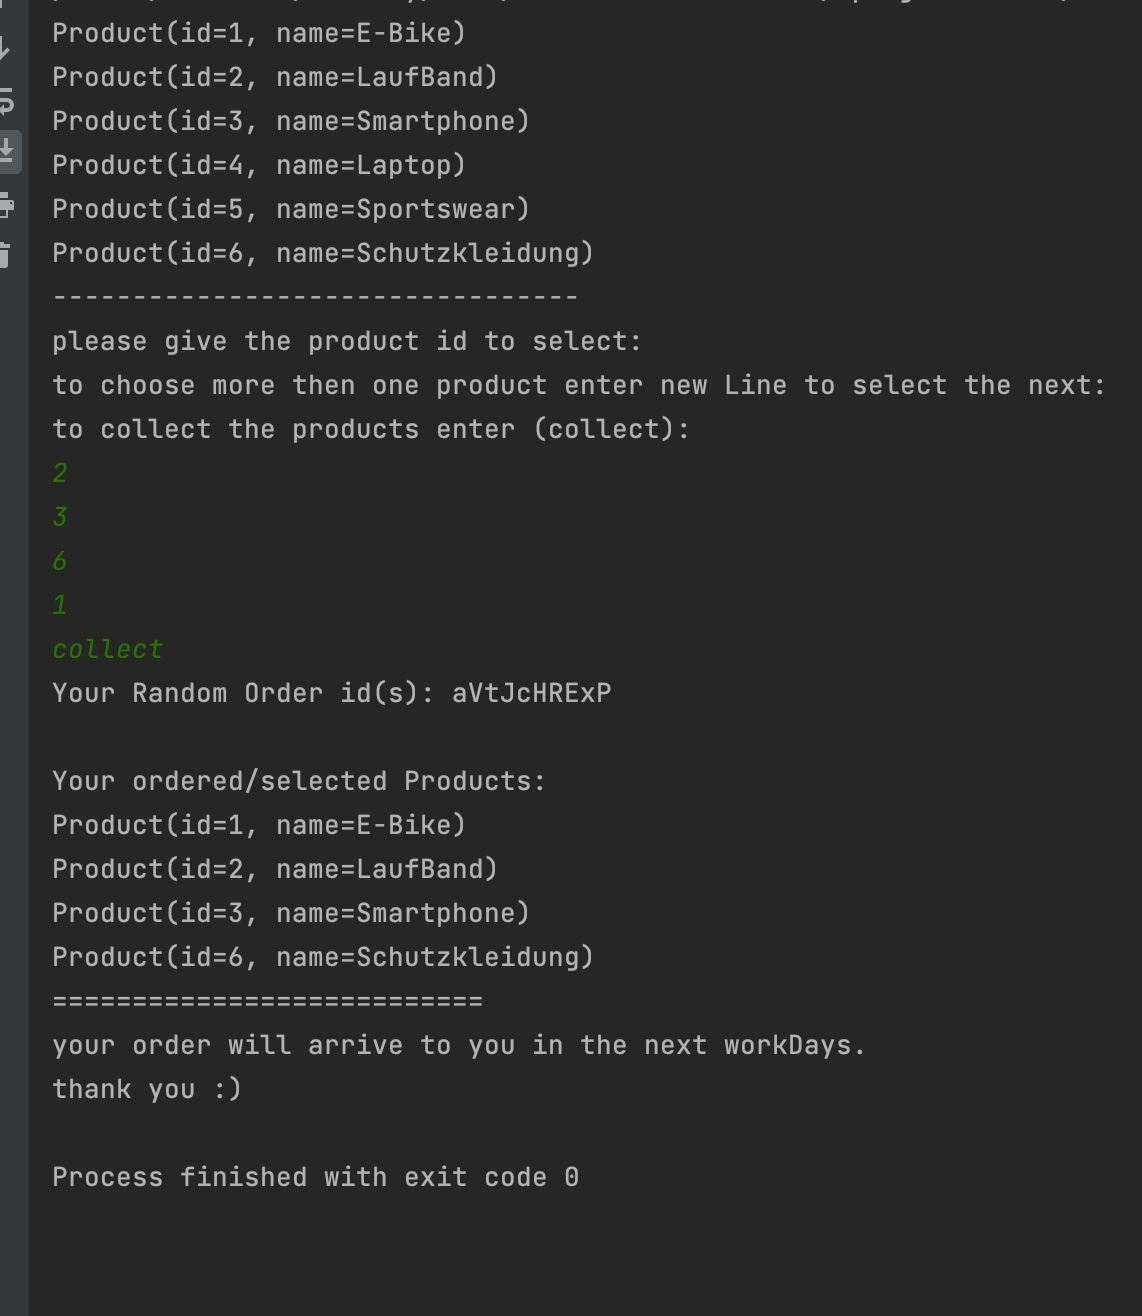 Product(id=1, name=E-Bike)
Product(id=2, name=LaufBand)
Product(id=3, name=Smartphone)
Product(id=4, name=Laptop)
Product(id=5, name=Sportswear)
Product(id=6, name=Schutzkleidung)
---------------------------------
please give the product id to select:
to choose more then one product enter new Line to select the next:
to collect the products enter (collect):
2
3
6
1
collect
Your Random Order id(s): aVtJcHRExP
Your ordered/selected Products:
Product(id=1, name=E-Bike)
Product(id=2, name=LaufBand)
Product(id=3, name=Smartphone)
Product(id=6, name=Schutzkleidung)
===========================
your order will arrive to you in the next workDays.
thank you :)
Process finished with exit code 0